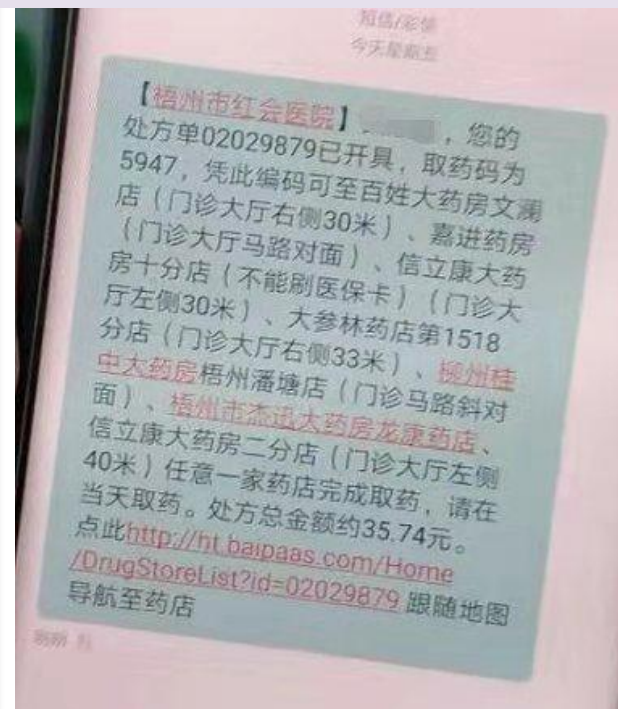 短信/彩信
今天星期五
【梧州市红会医院】 ，您的
处方单02029879已开具，取药码为
5947，凭此编码可至百姓大药房文澜
店（门诊大厅右侧30米）、嘉进药房
（门诊大厅马路对面）、信立康大药
房十分店（不能刷医保卡）（门诊大
厅左侧30米）、大参林药店第1518
分店（门诊大厅右侧33米）、柳州桂
中大药房梧州潘塘店（门诊马路斜对
面）、梧州市杰迅大药房龙康药店、
信立康大药房二分店（门诊大厅左侧
40米）任意一家药店完成取药，请在
当天取药。处方总金额约35.74元。
点此http://ht.baipaas.com/Home
/DrugStoreList?id=02029879 跟随地图
导航至药店
刚刚